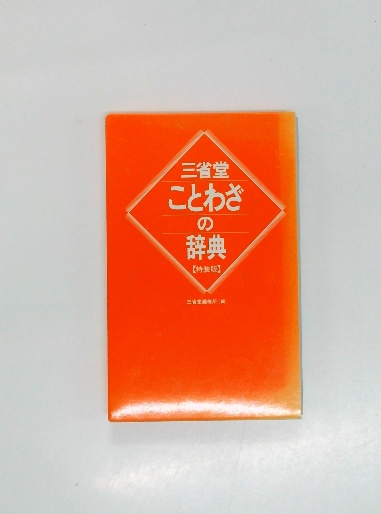 三省堂
ことわざ
の
辞典
【特装版】
三省堂編修所[編]